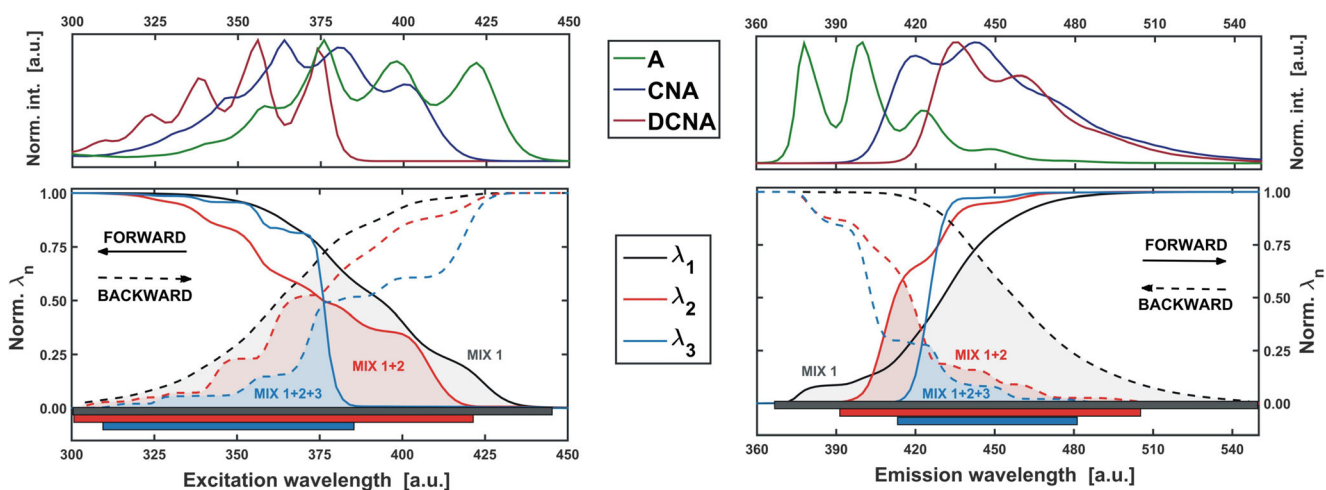 300 325 350 375 400 425 450
Norm. int. [a.u.]
A
CNA
DCNA
360 390 420 450 480 510 540
Norm. int. [a.u.]
1.00
0.75
0.50
0.25
0.00
Norm. λn
FORWARD
BACKWARD
MIX 1
MIX 1+2
MIX 1+2+3
300 325 350 375 400 425 450
Excitation wavelength [a.u.]
λ1
λ2
λ3
1.00
0.75
0.50
0.25
0.00
Norm. λn
FORWARD
BACKWARD
MIX 1
MIX 1+2
MIX 1+2+3
360 390 420 450 480 510 540
Emission wavelength [a.u.]